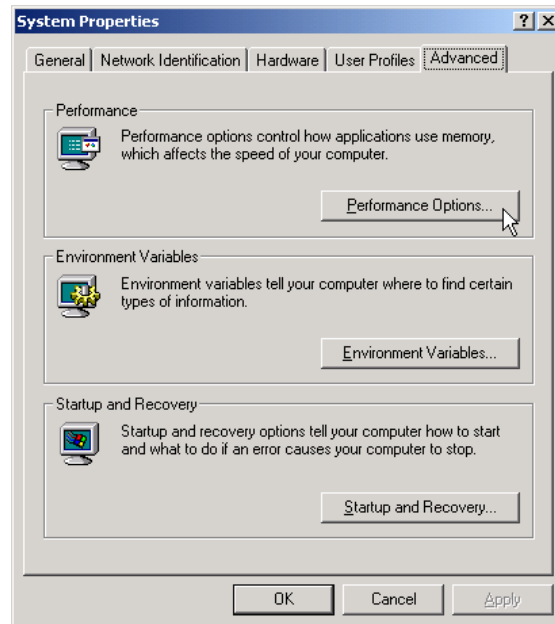 System Properties
General
Network Identification
Hardware
User Profiles
Advanced
Performance
Performance options control how applications use memory,
which affects the speed of your computer.
Performance Options...
Environment Variables
Environment variables tell your computer where to find certain
types of information.
Environment Variables...
Startup and Recovery
Startup and recovery options tell your computer how to start
and what to do if an error causes your computer to stop.
Startup and Recovery...
OK
Cancel
Apply